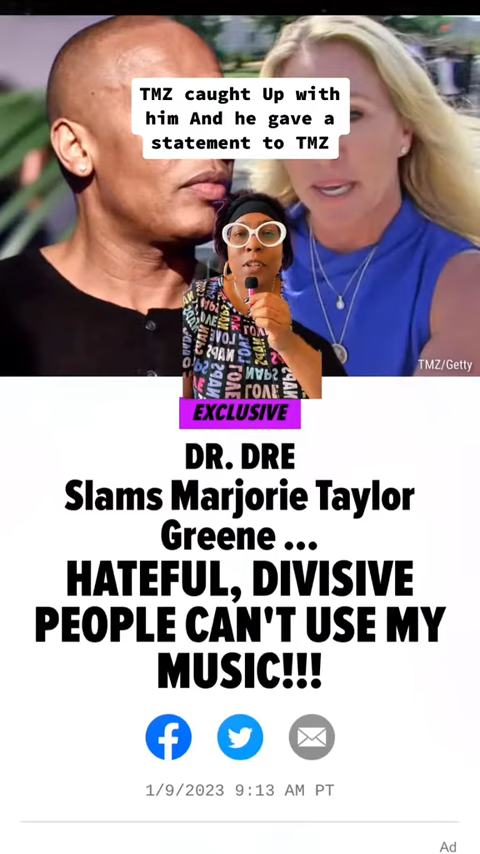 TMZ caught Up with
him And he gave a
statement to TMZ
TMZ/Getty
EXCLUSIVE
DR. DRE
Slams Marjorie Taylor
Greene ...
HATEFUL, DIVISIVE
PEOPLE CAN'T USE MY
MUSIC!!!
1/9/2023 9:13 AM PT
Ad